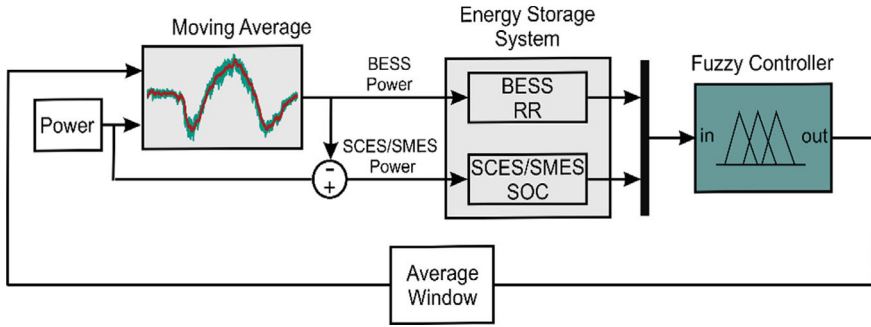 Moving Average
Energy Storage
System
Fuzzy Controller
BESS
Power
BESS
RR
Power
in
out
SCES/SMES
Power
SCES/SMES
SOC
-
+
Average
Window